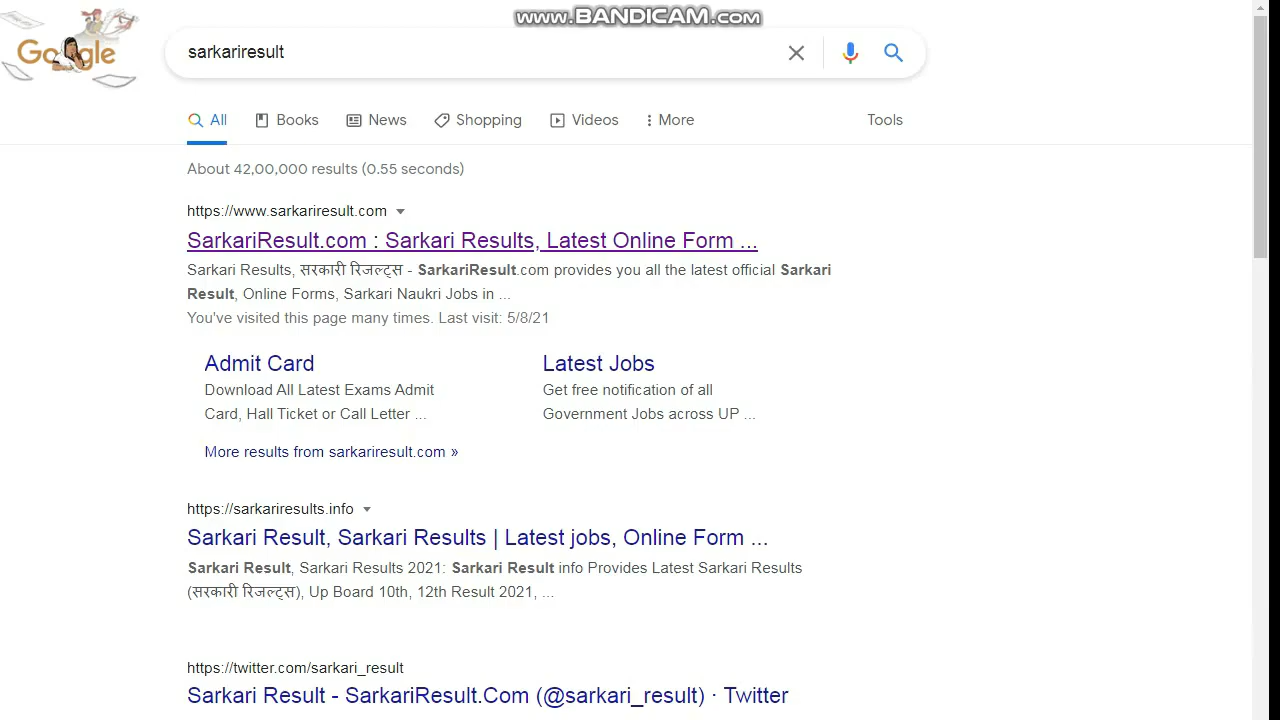 www.BANDICAM.com
Google
sarkariresult
All Books News Shopping Videos More Tools
About 42,00,000 results (0.55 seconds)
https://www.sarkariresult.com
SarkariResult.com : Sarkari Results, Latest Online Form ...
Sarkari Results, सरकारी रिजल्ट्स - SarkariResult.com provides you all the latest official Sarkari
Result, Online Forms, Sarkari Naukri Jobs in ...
You've visited this page many times. Last visit: 5/8/21
Admit Card
Download All Latest Exams Admit
Card, Hall Ticket or Call Letter ...
Latest Jobs
Get free notification of all
Government Jobs across UP ...
More results from sarkariresult.com »
https://sarkariresults.info
Sarkari Result, Sarkari Results | Latest jobs, Online Form ...
Sarkari Result, Sarkari Results 2021: Sarkari Result info Provides Latest Sarkari Results
(सरकारी रिजल्ट्स), Up Board 10th, 12th Result 2021, ...
https://twitter.com/sarkari_result
Sarkari Result - SarkariResult.Com (@sarkari_result) · Twitter